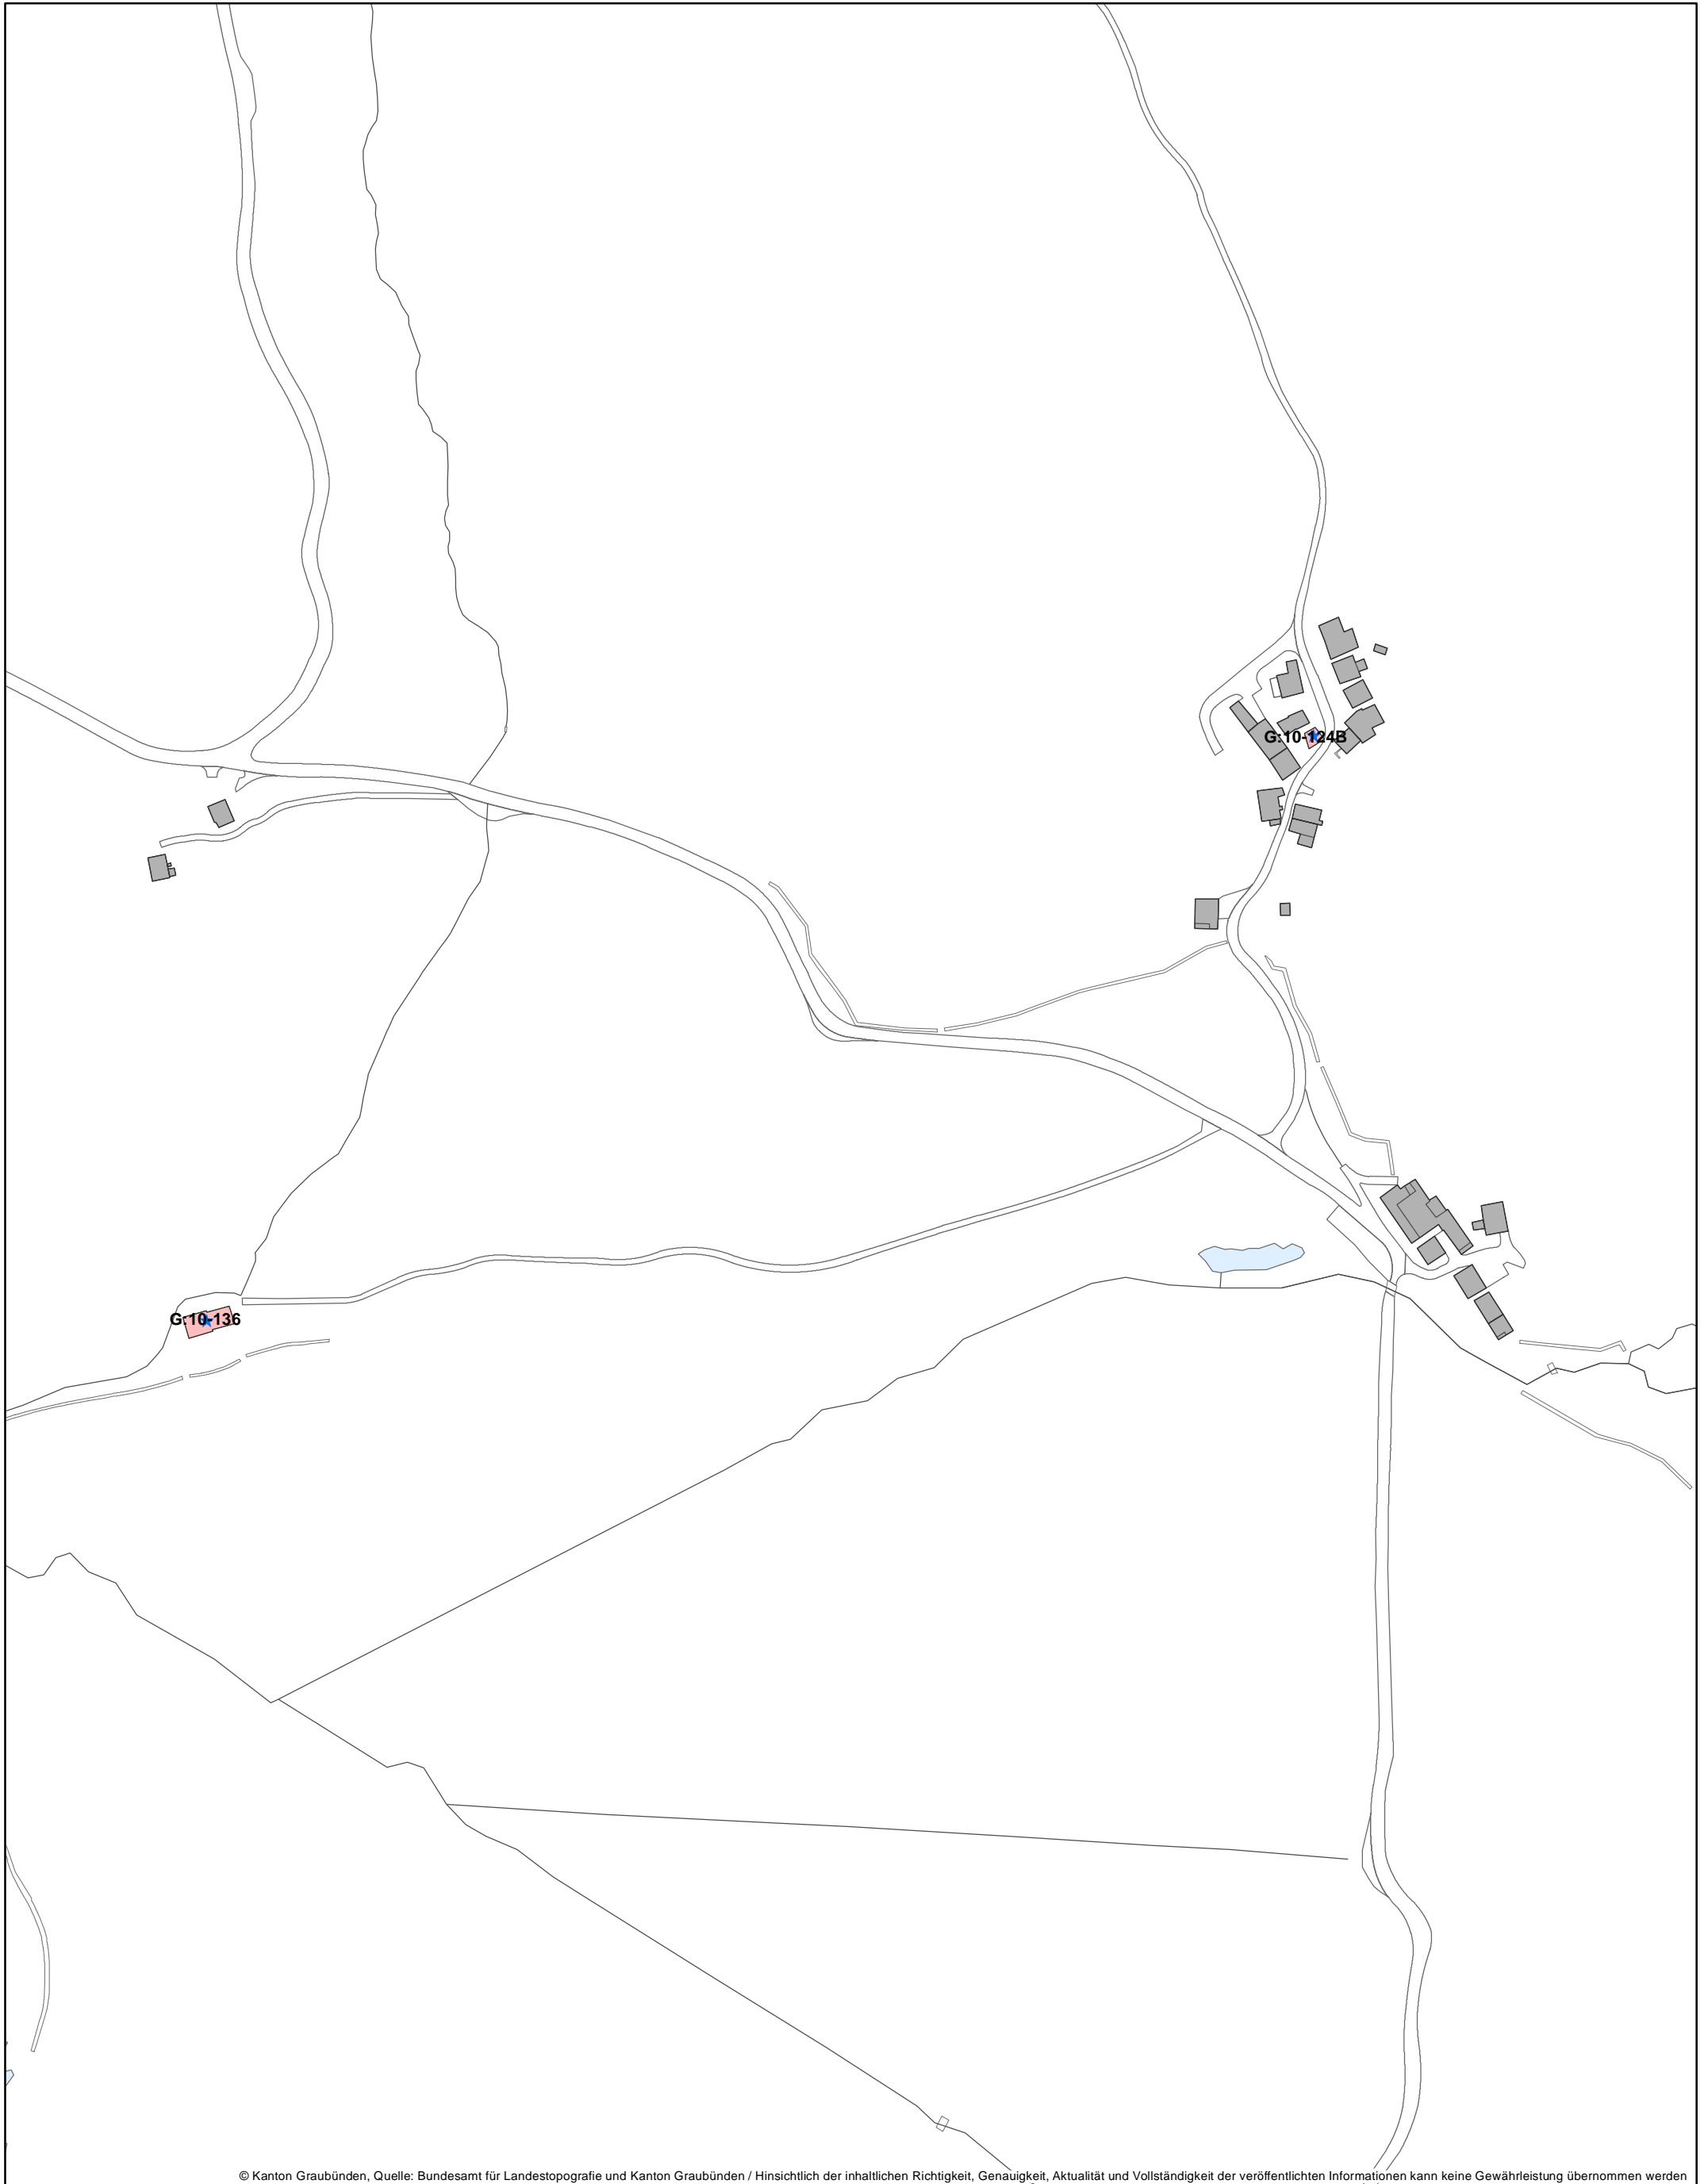 G:10-124B
G:10-136
© Kanton Graubünden, Quelle: Bundesamt für Landestopografie und Kanton Graubünden / Hinsichtlich der inhaltlichen Richtigkeit, Genauigkeit, Aktualität und Vollständigkeit der veröffentlichten Informationen kann keine Gewährleistung übernommen werden